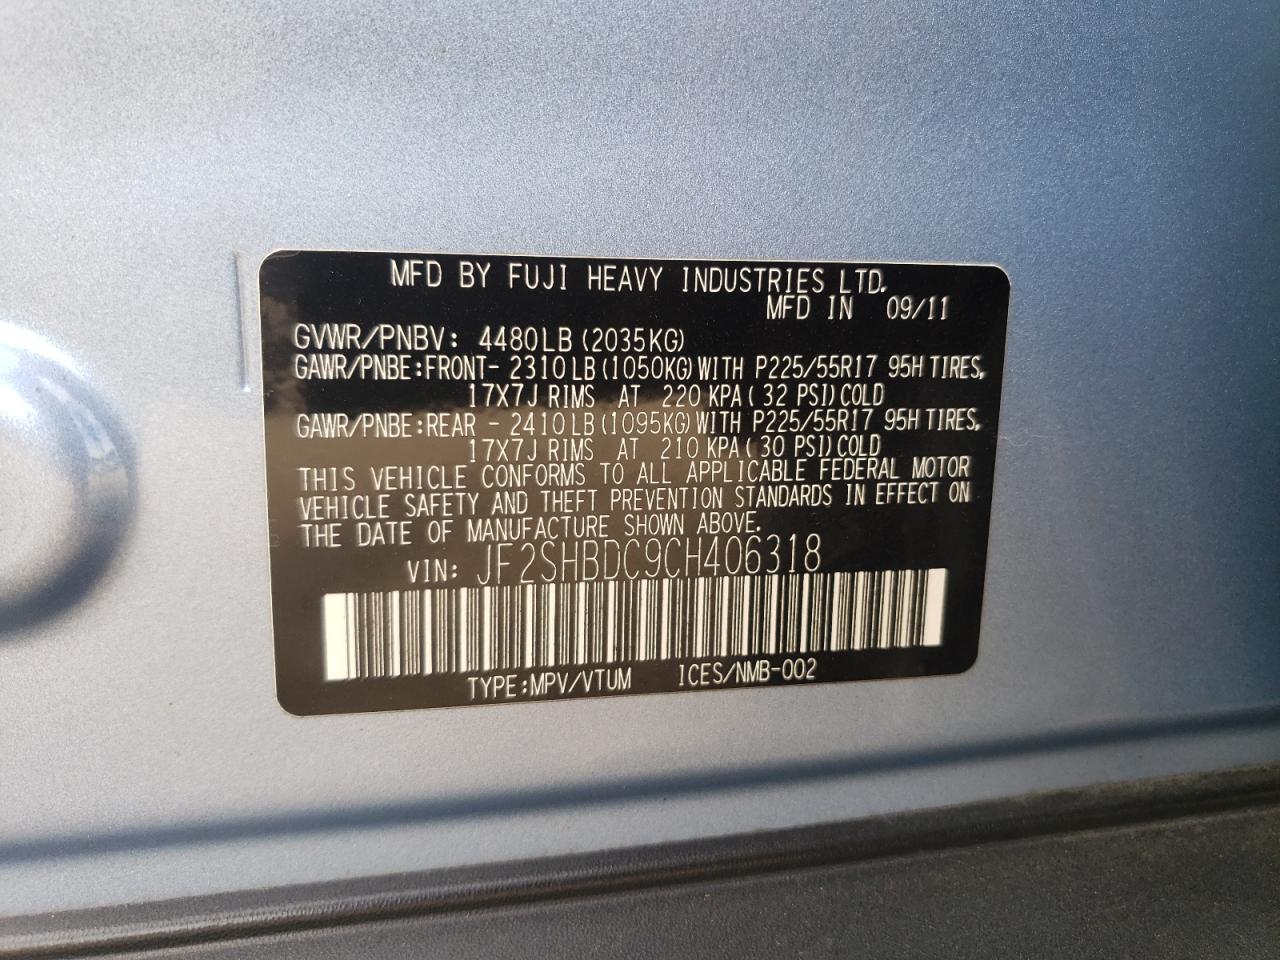 MFD BY FUJI HEAVY INDUSTRIES LTD.
MFD IN 09/11
GVWR/PNBV: 4480LB (2035KG)
GAWR/PNBE:FRONT- 2310LB (1050KG) WITH P225/55R17 95H TIRES,
17X7J RIMS AT 220 KPA ( 32 PSI) COLD
GAWR/PNBE:REAR - 2410LB (1095KG) WITH P225/55R17 95H TIRES,
17X7J RIMS AT 210 KPA ( 30 PSI) COLD
THIS VEHICLE CONFORMS TO ALL APPLICABLE FEDERAL MOTOR
VEHICLE SAFETY AND THEFT PREVENTION STANDARDS IN EFFECT ON
THE DATE OF MANUFACTURE SHOWN ABOVE.
VIN: JF2SHBDC9CH406318
TYPE:MPV/VTUM ICES/NMB-002